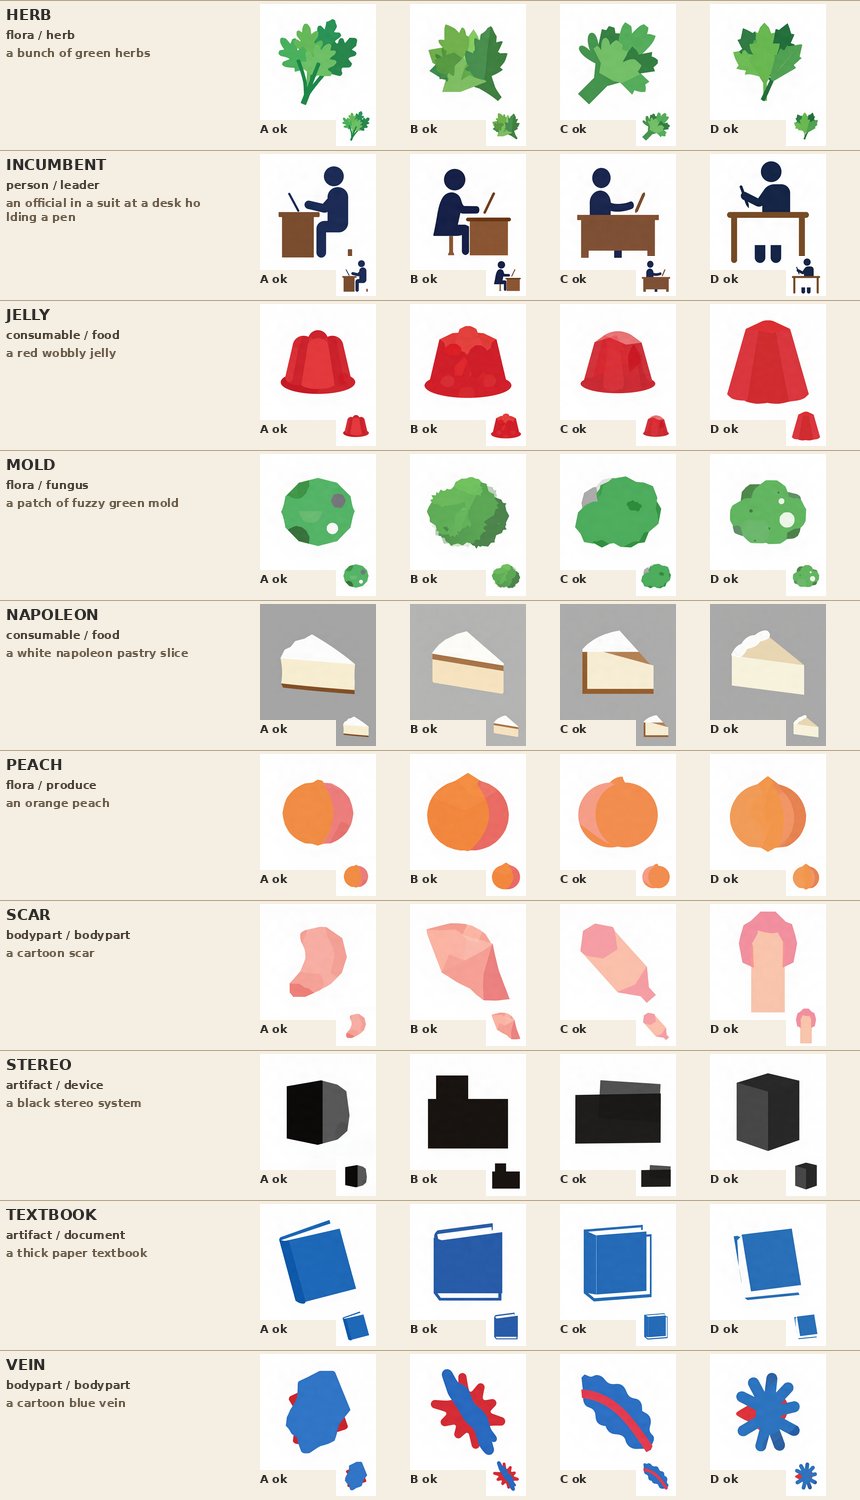 HERB
flora / herb
a bunch of green herbs
A ok
B ok
C ok
D ok
INCUMBENT
person / leader
an official in a suit at a desk ho
lding a pen
A ok
B ok
C ok
D ok
JELLY
consumable / food
a red wobbly jelly
A ok
B ok
C ok
D ok
MOLD
flora / fungus
a patch of fuzzy green mold
A ok
B ok
C ok
D ok
NAPOLEON
consumable / food
a white napoleon pastry slice
A ok
B ok
C ok
D ok
PEACH
flora / produce
an orange peach
A ok
B ok
C ok
D ok
SCAR
bodypart / bodypart
a cartoon scar
A ok
B ok
C ok
D ok
STEREO
artifact / device
a black stereo system
A ok
B ok
C ok
D ok
TEXTBOOK
artifact / document
a thick paper textbook
A ok
B ok
C ok
D ok
VEIN
bodypart / bodypart
a cartoon blue vein
A ok
B ok
C ok
D ok